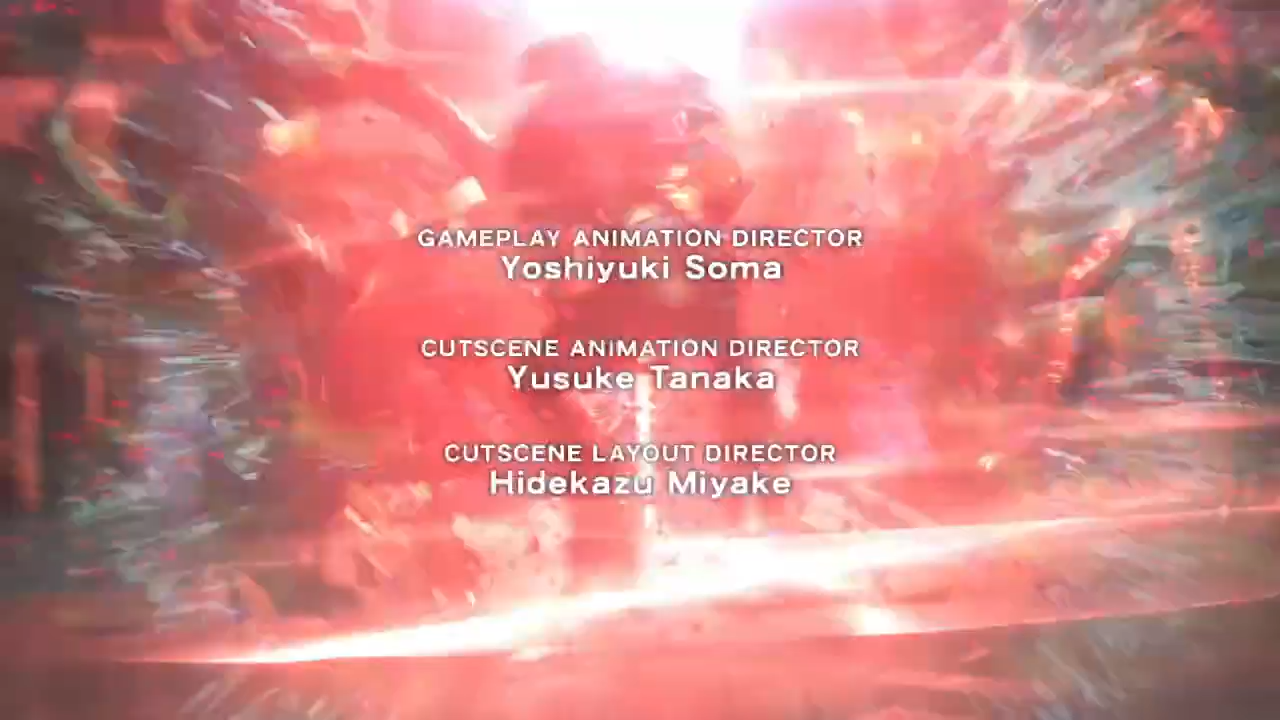 GAMEPLAY ANIMATION DIRECTOR
Yoshiyuki Soma
CUTSCENE ANIMATION DIRECTOR
Yusuke Tanaka
CUTSCENE LAYOUT DIRECTOR
Hidekazu Miyake